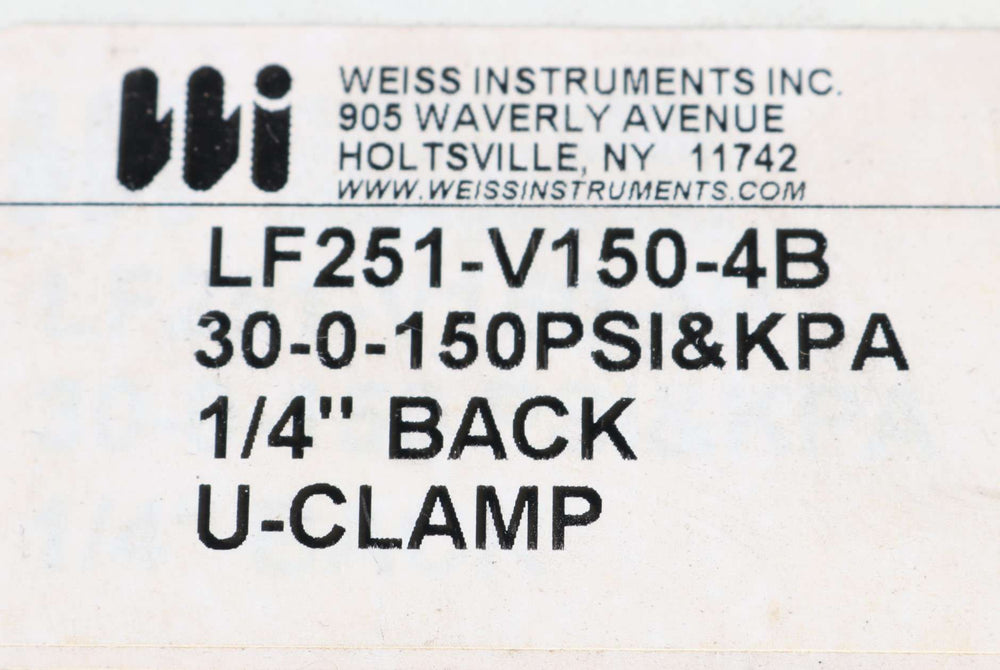 Wi
WEISS INSTRUMENTS INC.
905 WAVERLY AVENUE
HOLTSVILLE, NY 11742
WWW.WEISSINSTRUMENTS.COM
LF251-V150-4B
30-0-150PSI&KPA
1/4" BACK
U-CLAMP